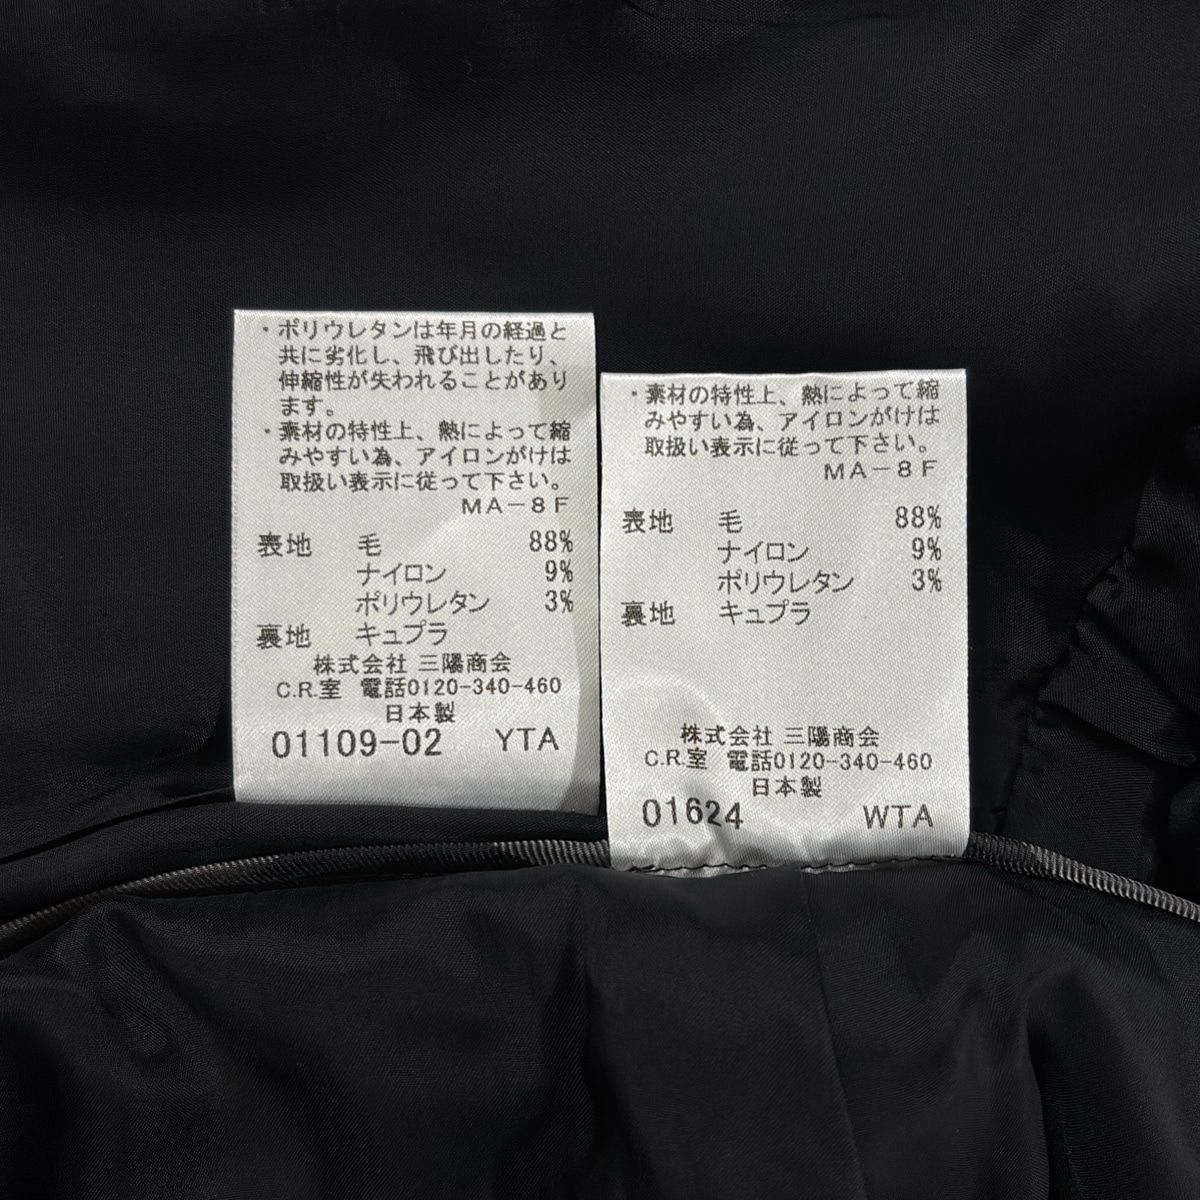 ・ポリウレタンは年月の経過と
共に劣化し、飛び出したり、
伸縮性が失われることがあり
ます。
・素材の特性上、熱によって縮
みやすい為、アイロンがけは
取扱い表示に従って下さい。
MA-8F
表地 毛 88%
ナイロン 9%
ポリウレタン 3%
裏地 キュプラ
株式会社 三陽商会
C.R.室 電話0120-340-460
日本製
01109-02 YTA
・素材の特性上、熱によって縮
みやすい為、アイロンがけは
取扱い表示に従って下さい。
MA-8F
表地 毛 88%
ナイロン 9%
ポリウレタン 3%
裏地 キュプラ
株式会社 三陽商会
C.R.室 電話0120-340-460
日本製
01624 WTA